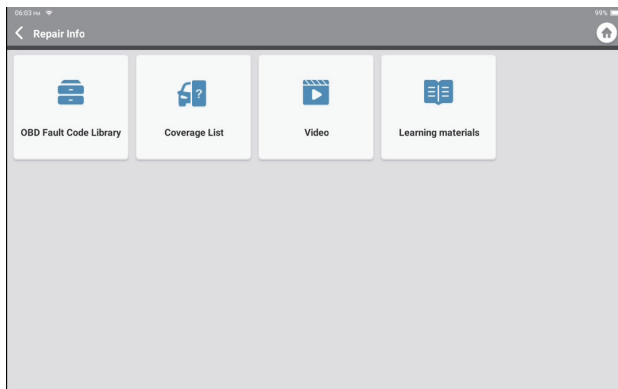 06:03 PM
99%
Repair Info
OBD Fault Code Library
Coverage List
?
Video
Learning materials